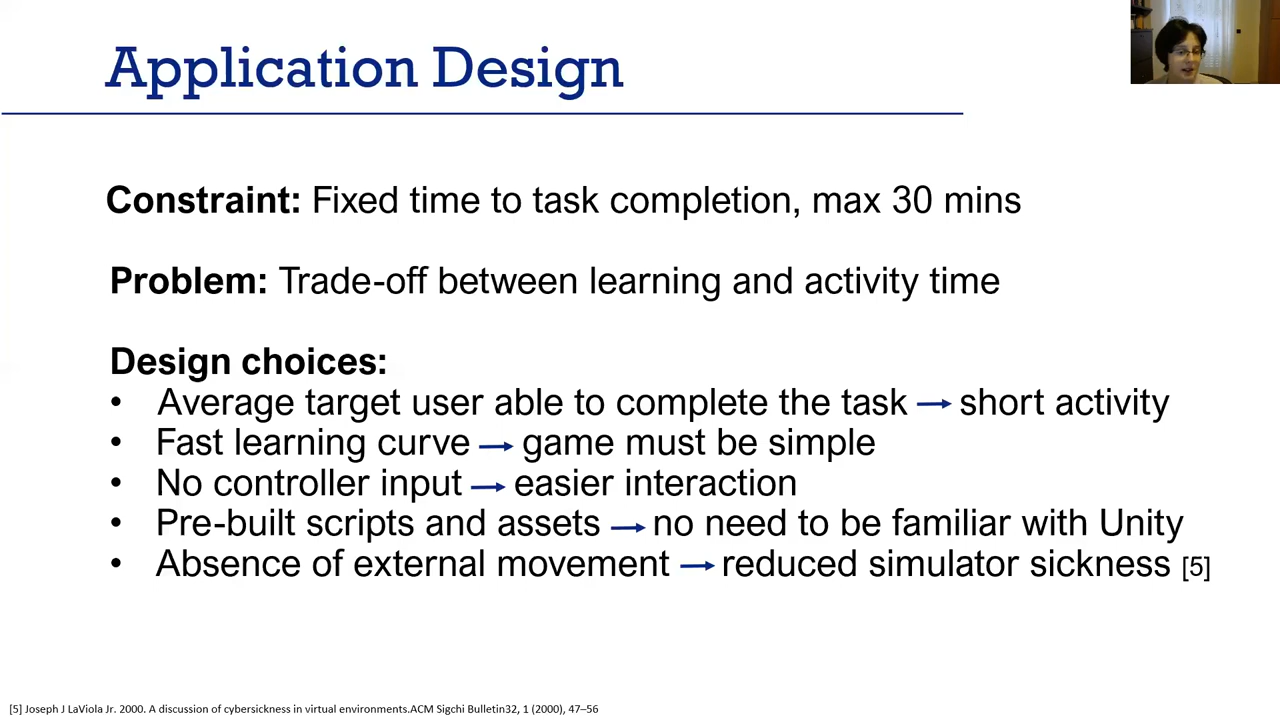 Application Design
Constraint: Fixed time to task completion, max 30 mins
Problem: Trade-off between learning and activity time
Design choices:
• Average target user able to complete the task → short activity
• Fast learning curve → game must be simple
• No controller input → easier interaction
• Pre-built scripts and assets → no need to be familiar with Unity
• Absence of external movement → reduced simulator sickness [5]
[5] Joseph J LaViola Jr. 2000. A discussion of cybersickness in virtual environments.ACM Sigchi Bulletin32, 1 (2000), 47–56